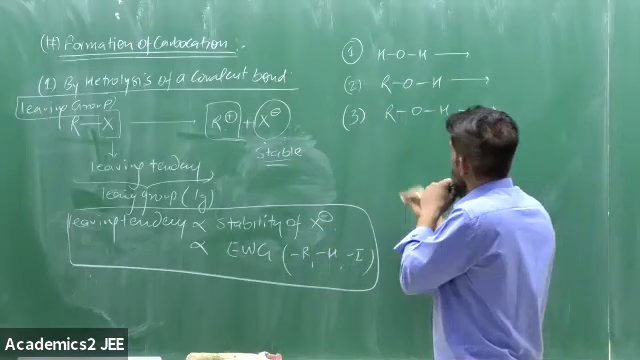 (#) Formation of Carbocation :-
(1) By Hetrolysis of a covalent bond
leaving Group
R—X ⟶ R⊕ + X⊖
stable
↓
leaving tendency
leaving group (lg)
leaving tendency ∝ stability of X⊖
∝ EWG (-R, -H, -I)
① H-O-H ⟶
(2) R-O-H ⟶
(3) R-O-H
Academics2 JEE